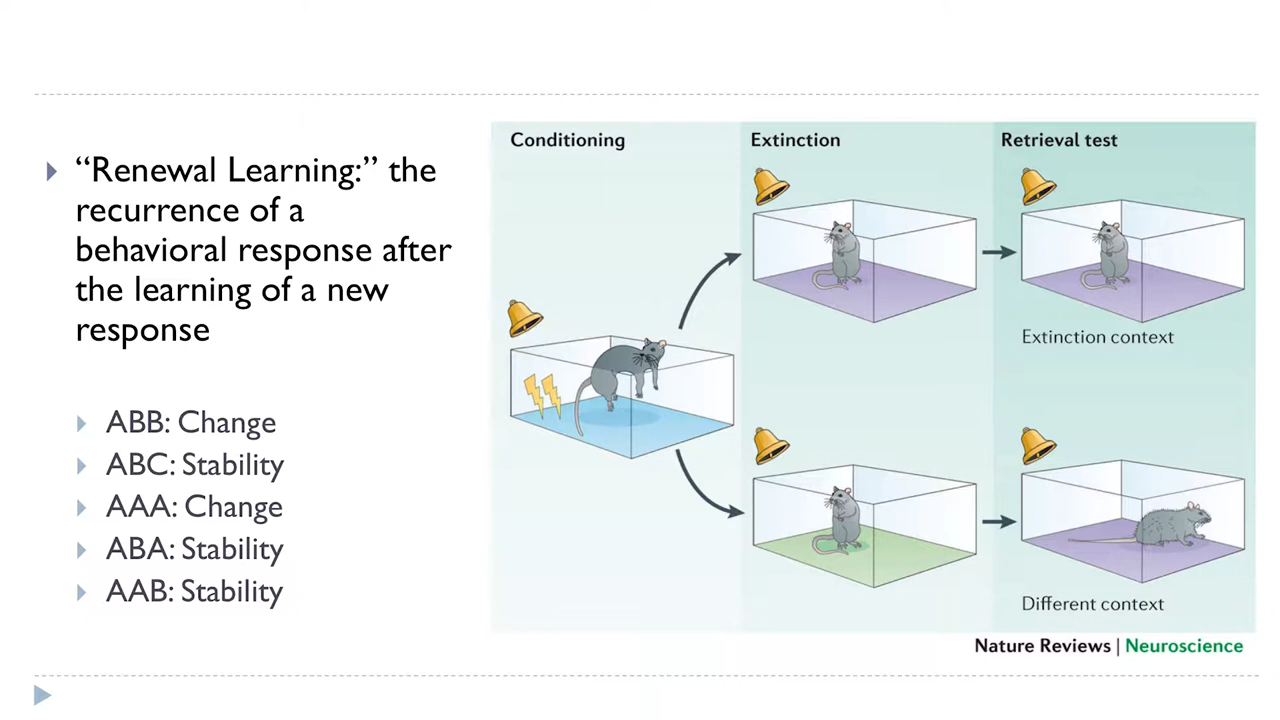 “Renewal Learning:” the
recurrence of a
behavioral response after
the learning of a new
response
ABB: Change
ABC: Stability
AAA: Change
ABA: Stability
AAB: Stability
Conditioning
Extinction
Retrieval test
Extinction context
Different context
Nature Reviews | Neuroscience